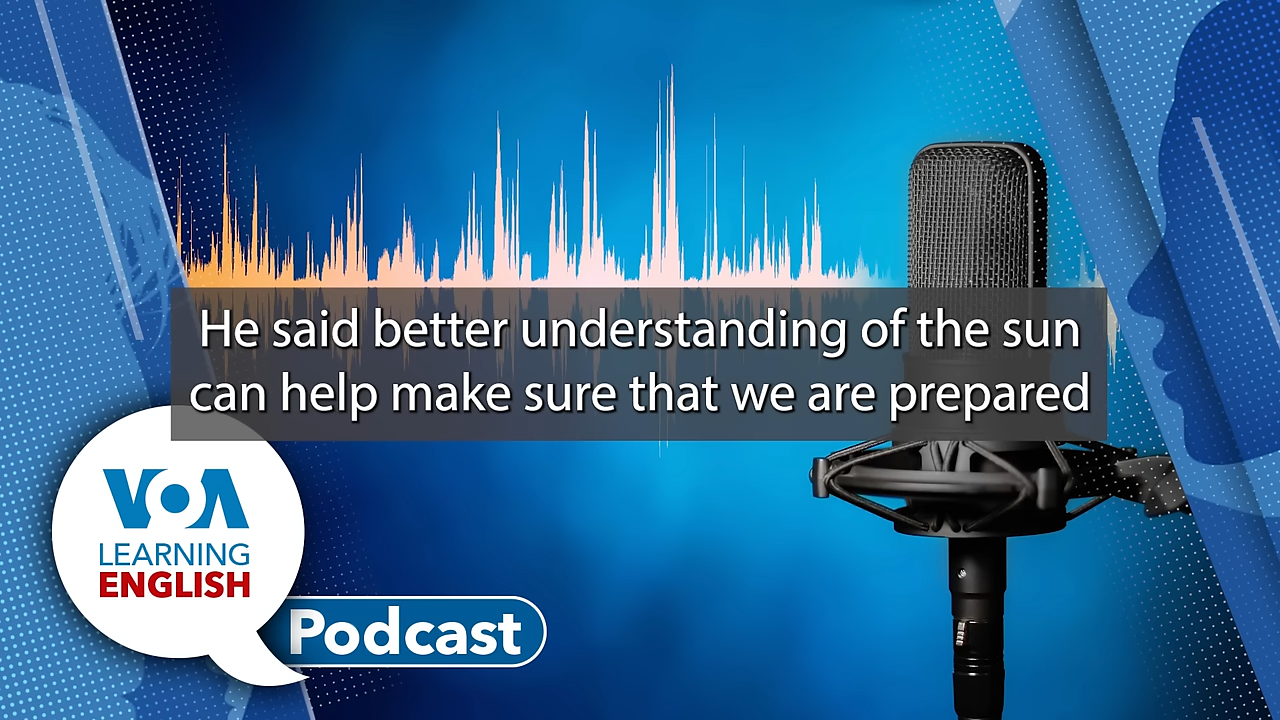 He said better understanding of the sun
can help make sure that we are prepared
VOA
LEARNING
ENGLISH
Podcast